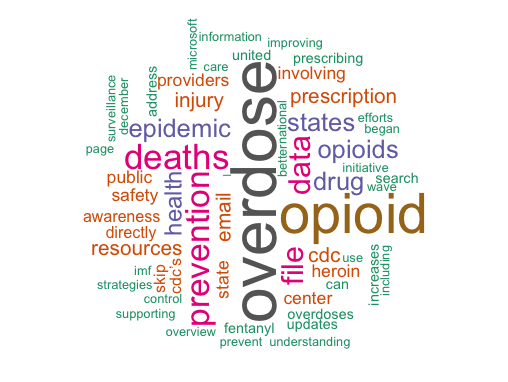 information
improving
microsoft
united
prescribing
care
involving
providers
address
surveillance
december
injury
prescription
epidemic
overdose
states
efforts
began
page
deaths
data
opioids
betternational
initiative
public
health
prevention
drug
search
wave
safety
email
opioid
awareness
directly
resources
file
cdc
use
increases
including
imf
skip
cdc's
state
heroin
can
strategies
control
center
supporting
overdoses
fentanyl
updates
overview
prevent
understanding